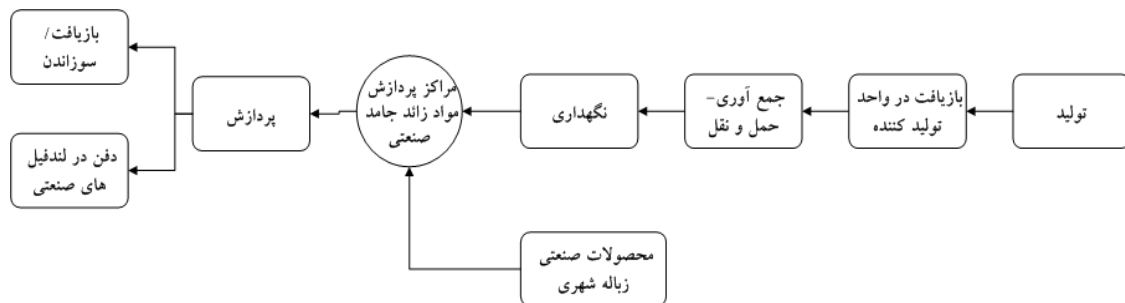 تولید
بازیافت در واحد
تولید کننده
جمع آوری-
حمل و نقل
نگهداری
مراکز پردازش
مواد زائد جامد
صنعتی
پردازش
بازیافت/
سوزاندن
دفن در لندفیل
های صنعتی
محصولات صنعتی
زباله شهری